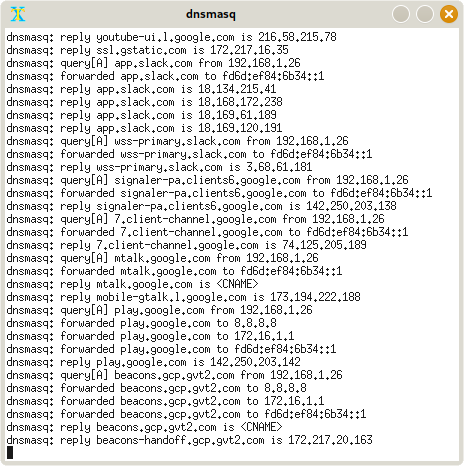 dnsmasq
dnsmasq: reply youtube-ui.l.google.com is 216.58.215.78
dnsmasq: reply ssl.gstatic.com is 172.217.16.35
dnsmasq: query[A] app.slack.com from 192.168.1.26
dnsmasq: forwarded app.slack.com to fd6d:ef84:6b34::1
dnsmasq: reply app.slack.com is 18.134.215.41
dnsmasq: reply app.slack.com is 18.168.172.238
dnsmasq: reply app.slack.com is 18.169.61.189
dnsmasq: reply app.slack.com is 18.169.120.191
dnsmasq: query[A] wss-primary.slack.com from 192.168.1.26
dnsmasq: forwarded wss-primary.slack.com to fd6d:ef84:6b34::1
dnsmasq: reply wss-primary.slack.com is 3.68.61.181
dnsmasq: query[A] signaler-pa.clients6.google.com from 192.168.1.26
dnsmasq: forwarded signaler-pa.clients6.google.com to fd6d:ef84:6b34::1
dnsmasq: reply signaler-pa.clients6.google.com is 142.250.203.138
dnsmasq: query[A] 7.client-channel.google.com from 192.168.1.26
dnsmasq: forwarded 7.client-channel.google.com to fd6d:ef84:6b34::1
dnsmasq: reply 7.client-channel.google.com is 74.125.205.189
dnsmasq: query[A] mtalk.google.com from 192.168.1.26
dnsmasq: forwarded mtalk.google.com to fd6d:ef84:6b34::1
dnsmasq: reply mtalk.google.com is <CNAME>
dnsmasq: reply mobile-gtalk.l.google.com is 173.194.222.188
dnsmasq: query[A] play.google.com from 192.168.1.26
dnsmasq: forwarded play.google.com to 8.8.8.8
dnsmasq: forwarded play.google.com to 172.16.1.1
dnsmasq: forwarded play.google.com to fd6d:ef84:6b34::1
dnsmasq: reply play.google.com is 142.250.203.142
dnsmasq: query[A] beacons.gcp.gvt2.com from 192.168.1.26
dnsmasq: forwarded beacons.gcp.gvt2.com to 8.8.8.8
dnsmasq: forwarded beacons.gcp.gvt2.com to 172.16.1.1
dnsmasq: forwarded beacons.gcp.gvt2.com to fd6d:ef84:6b34::1
dnsmasq: reply beacons.gcp.gvt2.com is <CNAME>
dnsmasq: reply beacons-handoff.gcp.gvt2.com is 172.217.20.163